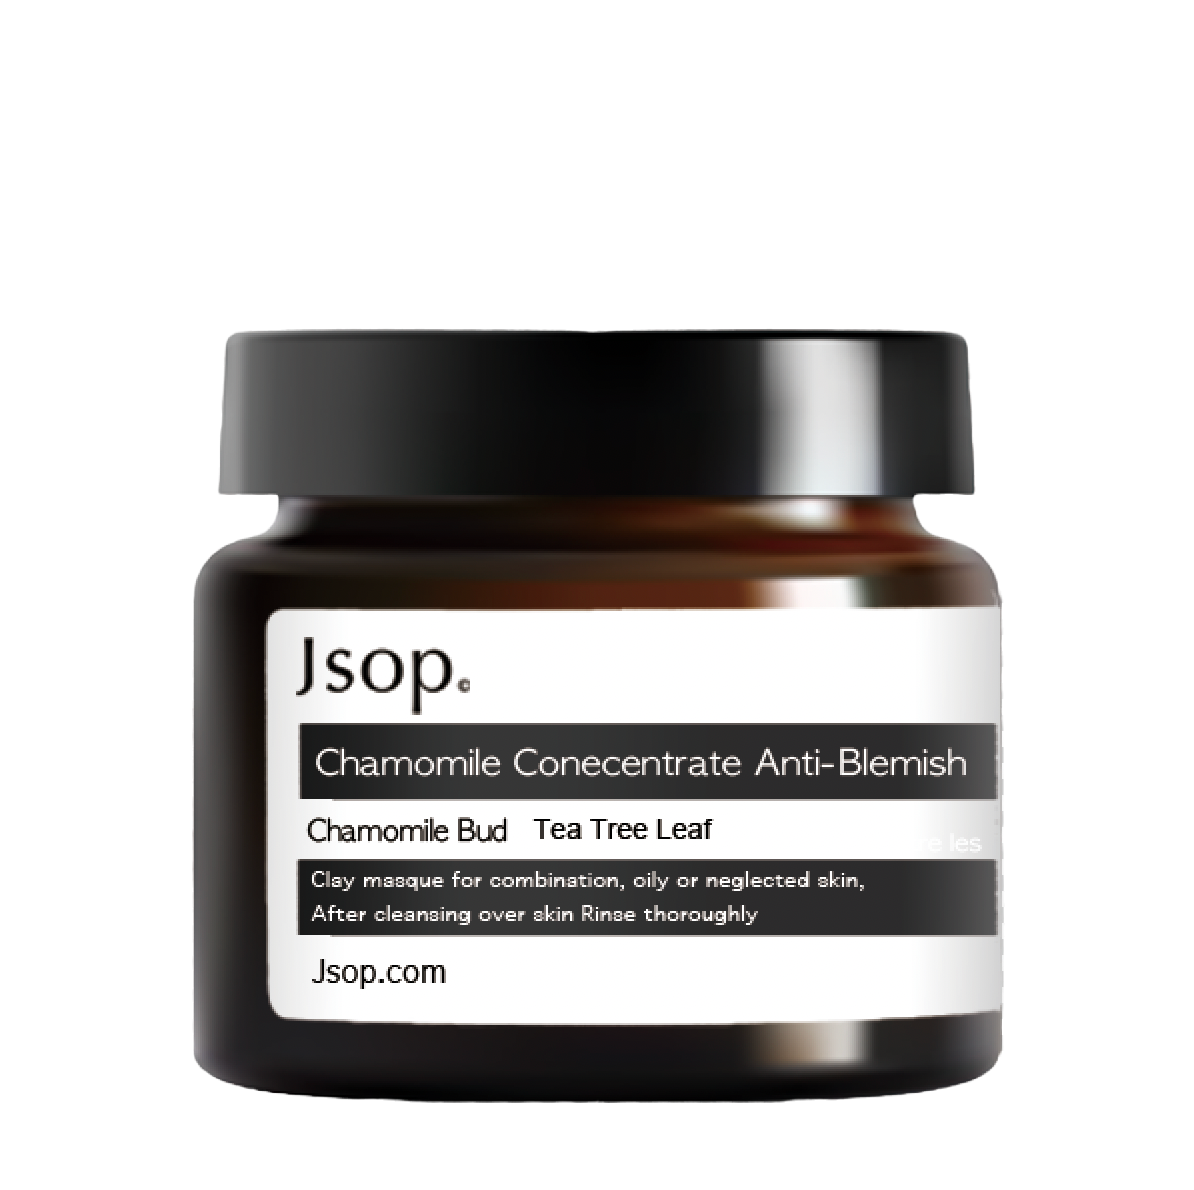 Jsop.
Chamomile Conecentrate Anti-Blemish
Chamomile Bud Tea Tree Leaf
Clay masque for combination, oily or neglected skin,
After cleansing over skin Rinse thoroughly
Jsop.com